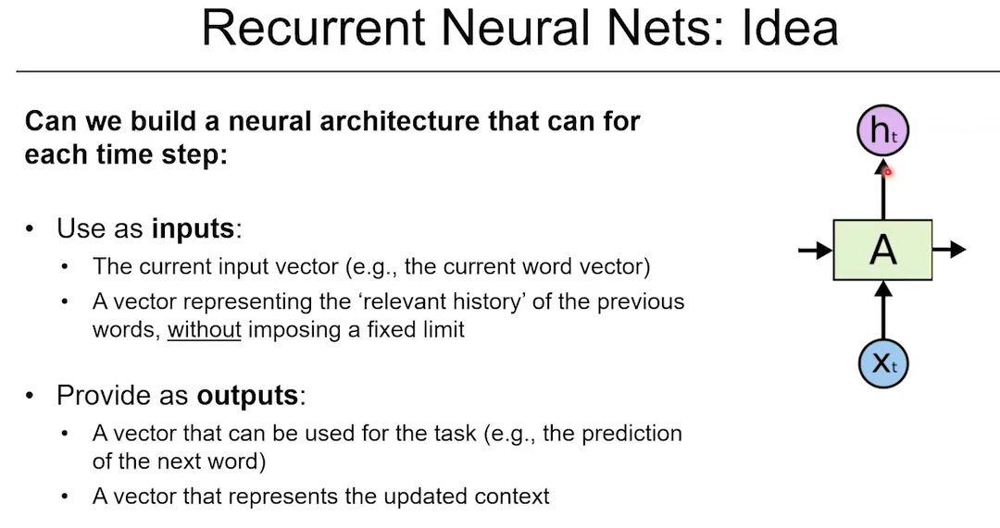 Recurrent Neural Nets: Idea
Can we build a neural architecture that can for
each time step:
• Use as inputs:
• The current input vector (e.g., the current word vector)
• A vector representing the ‘relevant history’ of the previous
words, without imposing a fixed limit
• Provide as outputs:
• A vector that can be used for the task (e.g., the prediction
of the next word)
• A vector that represents the updated context
ht
A
Xt